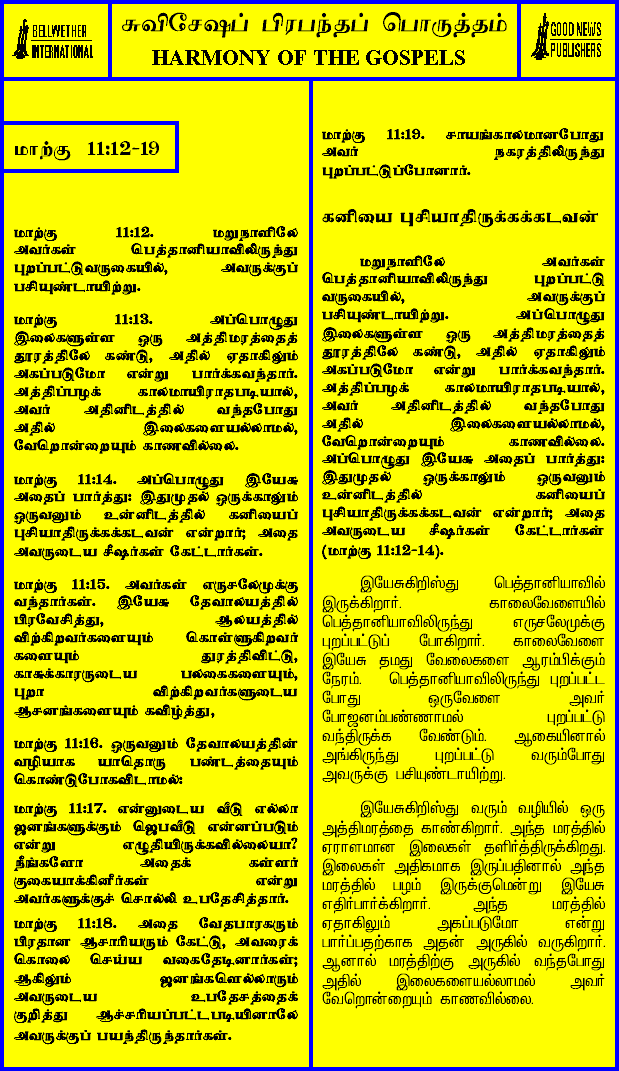 BELLWETHER
INTERNATIONAL
சுவிசேஷப் பிரபந்தப் பொருத்தம்
HARMONY OF THE GOSPELS
GOOD NEWS
PUBLISHERS
மாற்கு 11:12-19
மாற்கு 11:12. மறுநாளிலே
அவர்கள் பெத்தானியாவிலிருந்து
புறப்பட்டுவருகையில், அவருக்குப்
பசியுண்டாயிற்று.
மாற்கு 11:13. அப்பொழுது
இலைகளுள்ள ஒரு அத்திமரத்தைத்
தூரத்திலே கண்டு, அதில் ஏதாகிலும்
அகப்படுமோ என்று பார்க்கவந்தார்.
அத்திப்பழக் காலமாயிராதபடியால்,
அவர் அதினிடத்தில் வந்தபோது
அதில் இலைகளையல்லாமல்,
வேறொன்றையும் காணவில்லை.
மாற்கு 11:14. அப்பொழுது இயேசு
அதைப் பார்த்து: இதுமுதல் ஒருக்காலும்
ஒருவனும் உன்னிடத்தில் கனியைப்
புசியாதிருக்கக்கடவன் என்றார்; அதை
அவருடைய சீஷர்கள் கேட்டார்கள்.
மாற்கு 11:15. அவர்கள் எருசலேமுக்கு
வந்தார்கள். இயேசு தேவாலயத்தில்
பிரவேசித்து, ஆலயத்தில்
விற்கிறவர்களையும் கொள்ளுகிறவர்
களையும் துரத்திவிட்டு,
காசுக்காரருடைய பலகைகளையும்,
புறா விற்கிறவர்களுடைய
ஆசனங்களையும் கவிழ்த்து,
மாற்கு 11:16. ஒருவனும் தேவாலயத்தின்
வழியாக யாதொரு பண்டத்தையும்
கொண்டுபோகவிடாமல்:
மாற்கு 11:17. என்னுடைய வீடு எல்லா
ஜனங்களுக்கும் ஜெபவீடு என்னப்படும்
என்று எழுதியிருக்கவில்லையா?
நீங்களோ அதைக் கள்ளர்
குகையாக்கினீர்கள் என்று
அவர்களுக்குச் சொல்லி உபதேசித்தார்.
மாற்கு 11:18. அதை வேதபாரகரும்
பிரதான ஆசாரியரும் கேட்டு, அவரைக்
கொலை செய்ய வகைதேடினார்கள்;
ஆகிலும் ஜனங்களெல்லாரும்
அவருடைய உபதேசத்தைக்
குறித்து ஆச்சரியப்பட்டபடியினாலே
அவருக்குப் பயந்திருந்தார்கள்.
மாற்கு 11:19. சாயங்காலமானபோது
அவர் நகரத்திலிருந்து
புறப்பட்டுப்போனார்.
கனியை புசியாதிருக்கக்கடவன்
மறுநாளிலே அவர்கள்
பெத்தானியாவிலிருந்து புறப்பட்டு
வருகையில், அவருக்குப்
பசியுண்டாயிற்று. அப்பொழுது
இலைகளுள்ள ஒரு அத்திமரத்தைத்
தூரத்திலே கண்டு, அதில் ஏதாகிலும்
அகப்படுமோ என்று பார்க்கவந்தார்.
அத்திப்பழக் காலமாயிராதபடியால்,
அவர் அதினிடத்தில் வந்தபோது
அதில் இலைகளையல்லாமல்,
வேறொன்றையும் காணவில்லை.
அப்பொழுது இயேசு அதைப் பார்த்து:
இதுமுதல் ஒருக்காலும் ஒருவனும்
உன்னிடத்தில் கனியைப்
புசியாதிருக்கக்கடவன் என்றார்; அதை
அவருடைய சீஷர்கள் கேட்டார்கள்
(மாற்கு 11:12-14).
இயேசுகிறிஸ்து பெத்தானியாவில்
இருக்கிறார். காலைவேளையில்
பெத்தானியாவிலிருந்து எருசலேமுக்கு
புறப்பட்டுப் போகிறார். காலைவேளை
இயேசு தமது வேலைகளை ஆரம்பிக்கும்
நேரம். பெத்தானியாவிலிருந்து புறப்பட்ட
போது ஒருவேளை அவர்
போஜனம்பண்ணாமல் புறப்பட்டு
வந்திருக்க வேண்டும். ஆகையினால்
அங்கிருந்து புறப்பட்டு வரும்போது
அவருக்கு பசியுண்டாயிற்று.
இயேசுகிறிஸ்து வரும் வழியில் ஒரு
அத்திமரத்தை காண்கிறார். அந்த மரத்தில்
ஏராளமான இலைகள் தளிர்த்திருக்கிறது.
இலைகள் அதிகமாக இருப்பதினால் அந்த
மரத்தில் பழம் இருக்குமென்று இயேசு
எதிர்பார்க்கிறார். அந்த மரத்தில்
ஏதாகிலும் அகப்படுமோ என்று
பார்ப்பதற்காக அதன் அருகில் வருகிறார்.
ஆனால் மரத்திற்கு அருகில் வந்தபோது
அதில் இலைகளையல்லாமல் அவர்
வேறொன்றையும் காணவில்லை.